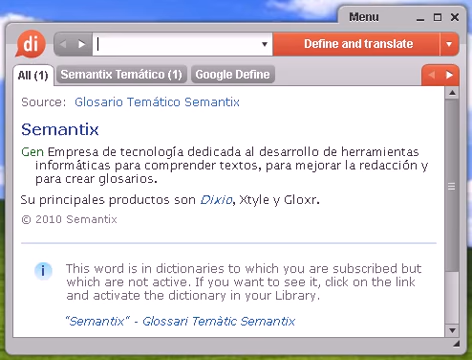 Menu
di
Define and translate
All (1) Semantix Temático (1) Google Define
Source: Glosario Temático Semantix
Semantix
Gen Empresa de tecnología dedicada al desarrollo de herramientas
informáticas para comprender textos, para mejorar la redacción y
para crear glosarios.
Su principales productos son Dixio, Xtyle y Gloxr.
© 2010 Semantix
i
This word is in dictionaries to which you are subscribed but
which are not active. If you want to see it, click on the link
and activate the dictionary in your Library.
"Semantix" - Glossari Temàtic Semantix